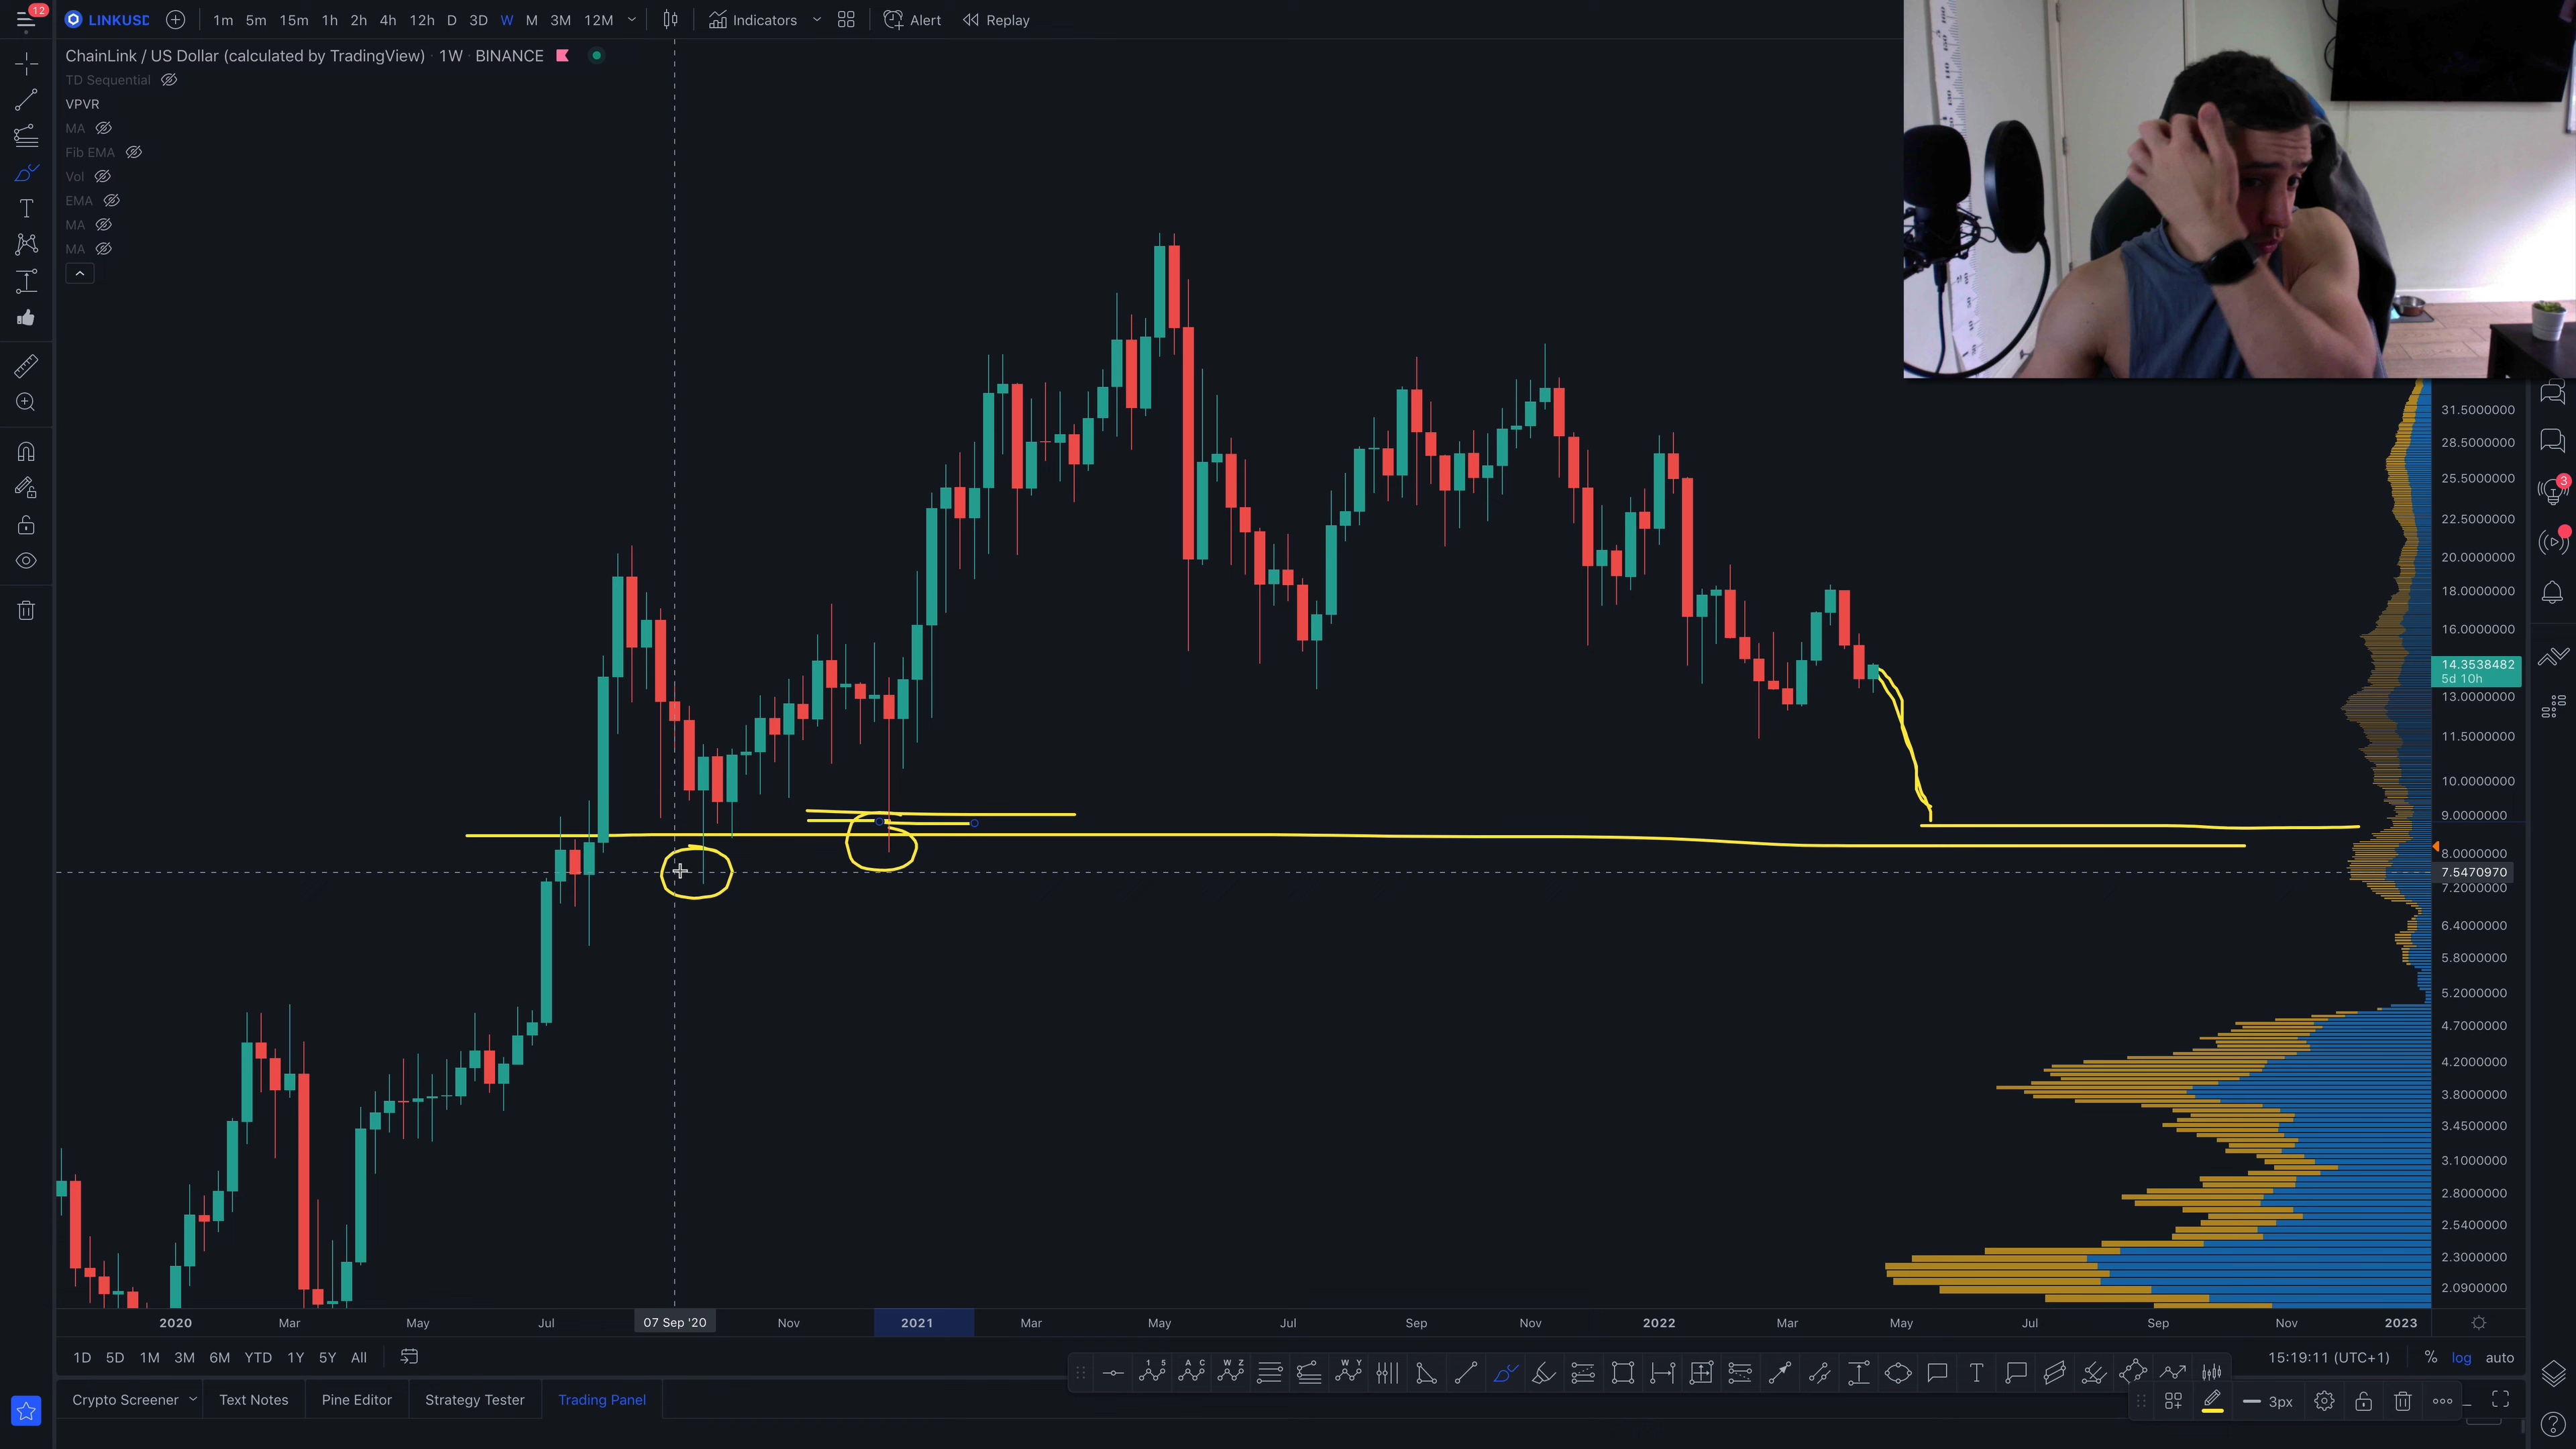 12
LINKUSD
1m 5m 15m 1h 2h 4h 12h D 3D W M 3M 12M
Indicators
Alert
Replay
ChainLink / US Dollar (calculated by TradingView) · 1W · BINANCE
TD Sequential
VPVR
MA
Fib EMA
Vol
EMA
MA
MA
31.5000000
28.5000000
25.5000000
22.5000000
20.0000000
18.0000000
16.0000000
14.3538482
5d 10h
13.0000000
11.5000000
10.0000000
9.0000000
8.0000000
7.5470970
7.2000000
6.4000000
5.8000000
5.2000000
4.7000000
4.2000000
3.8000000
3.4500000
3.1000000
2.8000000
2.5400000
2.3000000
2.0900000
3
2020 Mar May Jul 07 Sep '20 Nov 2021 Mar May Jul Sep Nov 2022 Mar May Jul Sep Nov 2023
1D 5D 1M 3M 6M YTD 1Y 5Y All
15:19:11 (UTC+1) % log auto
1 5
A C
W Z
W Y
T
T
Crypto Screener
Text Notes
Pine Editor
Strategy Tester
Trading Panel
3px